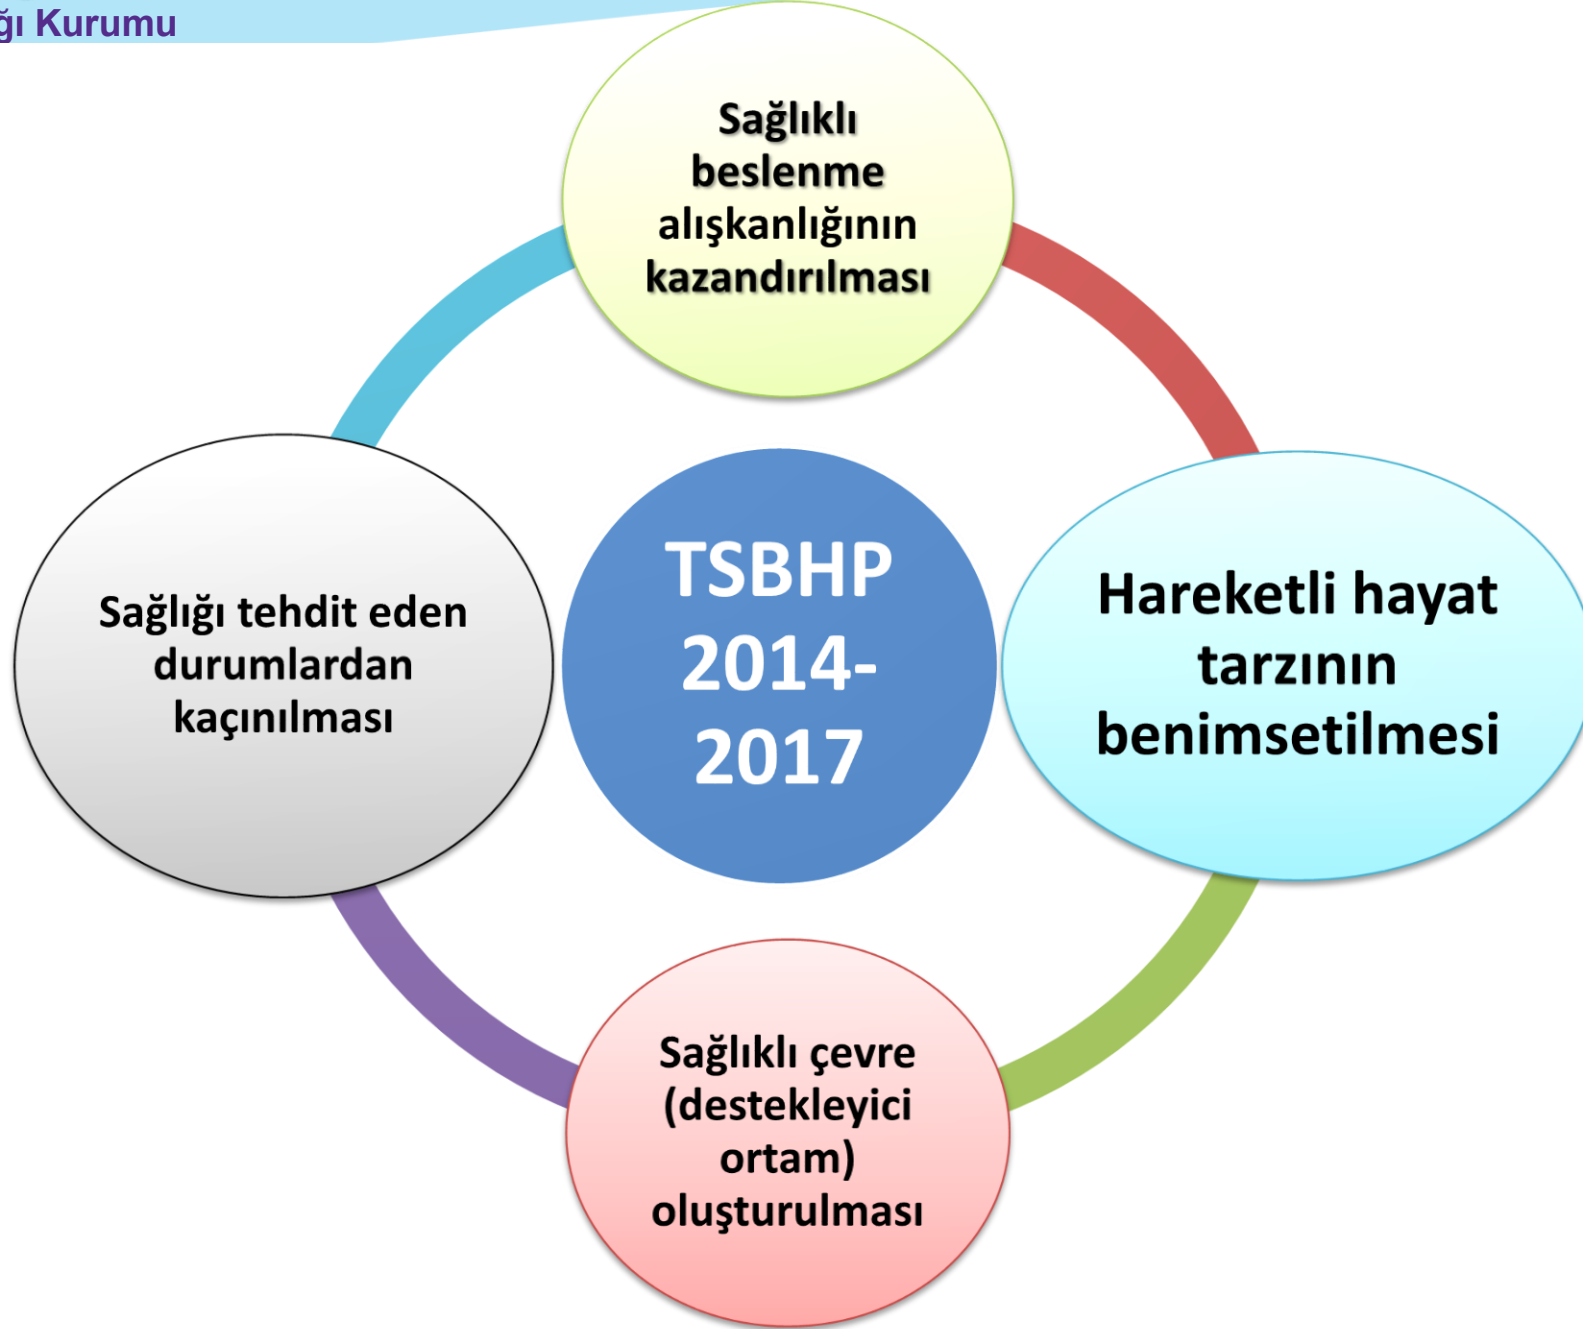 Kurumu
Sağlıklı
beslenme
alışkanlığının
kazandırılması
Hareketli hayat
tarzının
benimsetilmesi
Sağlıklı çevre
(destekleyici
ortam)
oluşturulması
Sağlığı tehdit eden
durumlardan
kaçınılması
TSBHP
2014-
2017